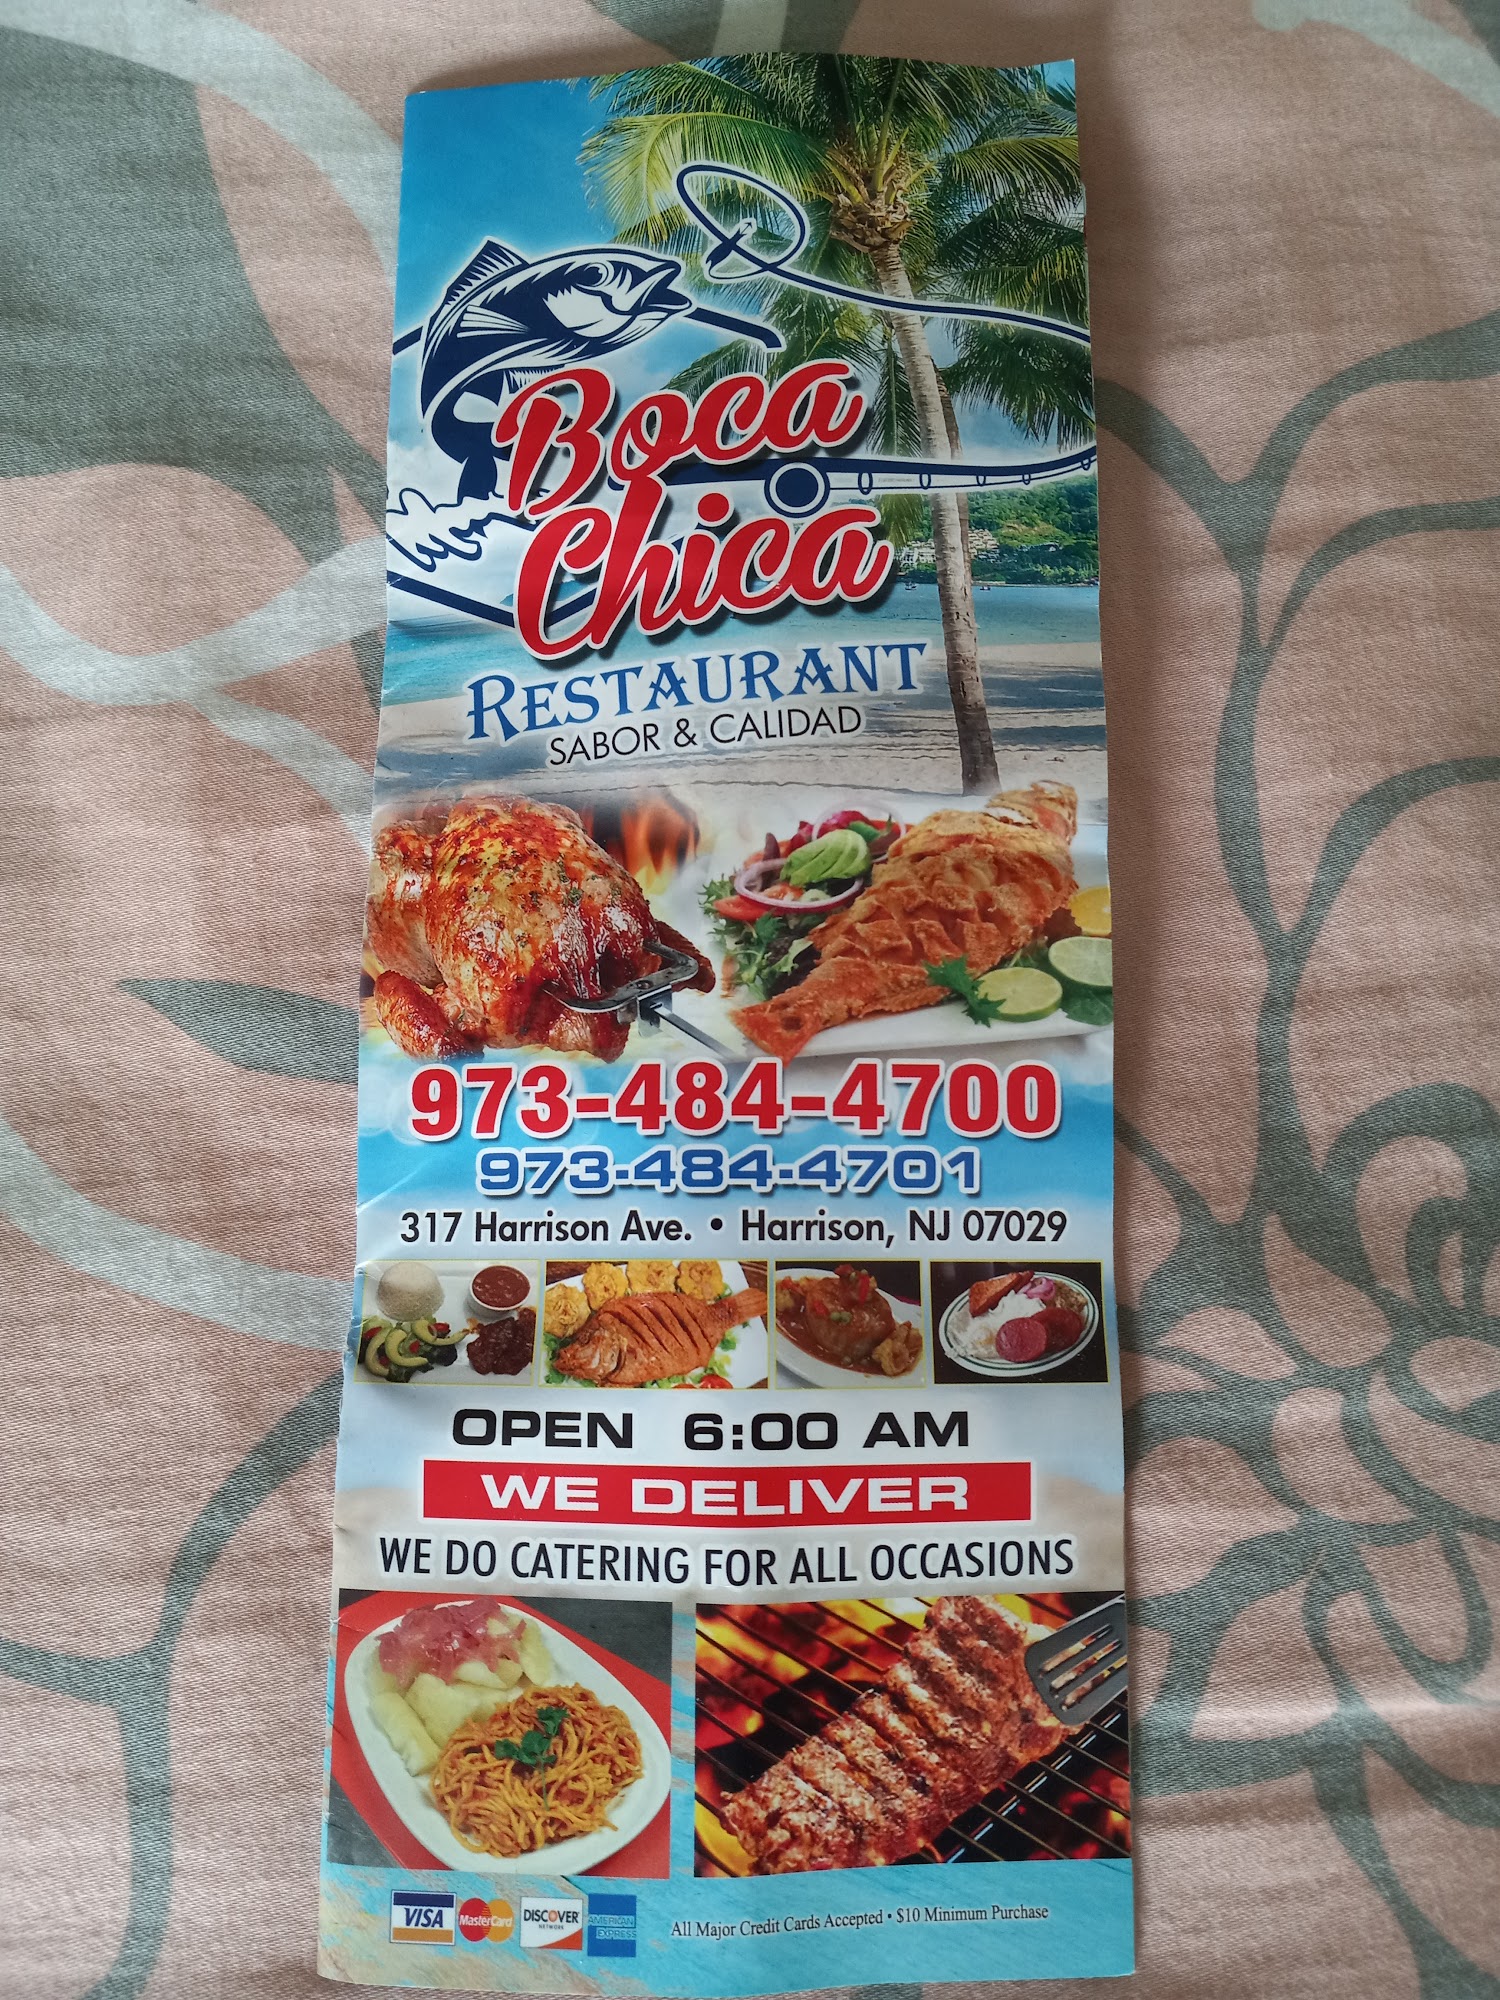 Boca
Chica
RESTAURANT
SABOR & CALIDAD
973-484-4700
973-484-4701
317 Harrison Ave. • Harrison, NJ 07029
OPEN 6:00 AM
WE DELIVER
WE DO CATERING FOR ALL OCCASIONS
VISA MasterCard DISCOVER NETWORK AMERICAN EXPRESS
All Major Credit Cards Accepted • $10 Minimum Purchase